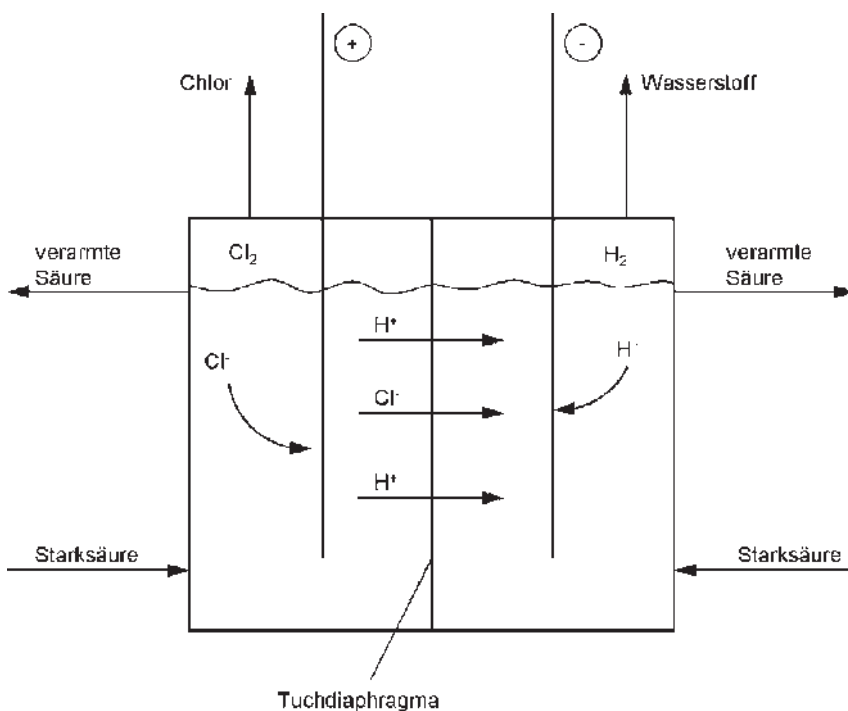 +
-
Chlor
Wasserstoff
Cl₂
H₂
verarmte
Säure
verarmte
Säure
H⁺
Cl⁻
H⁺
Cl⁻
H⁺
Starksäure
Starksäure
Tuchdiaphragma